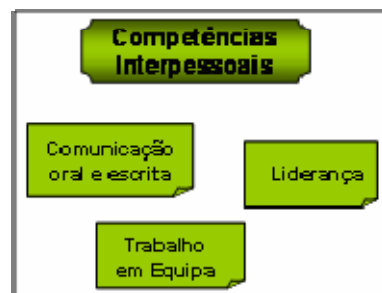 Competências
Interpessoais
Comunicação
oral e escrita
Liderança
Trabalho
em Equipa